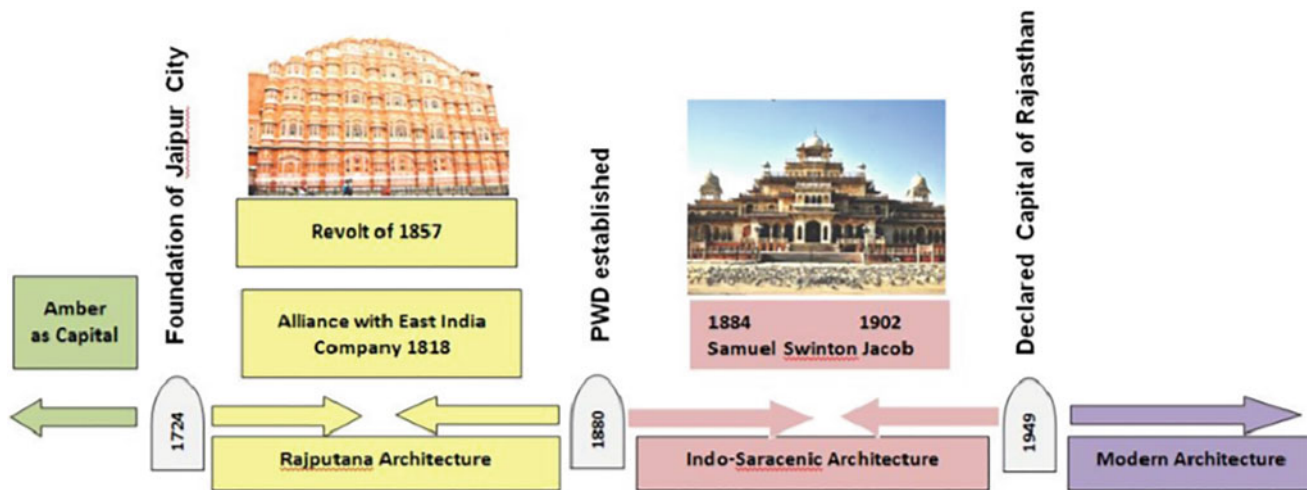 Amber
as Capital
Foundation of Jaipur City
1724
Revolt of 1857
Alliance with East India
Company 1818
Rajputana Architecture
PWD established
1880
1884 1902
Samuel Swinton Jacob
Indo-Saracenic Architecture
Declared Capital of Rajasthan
1949
Modern Architecture